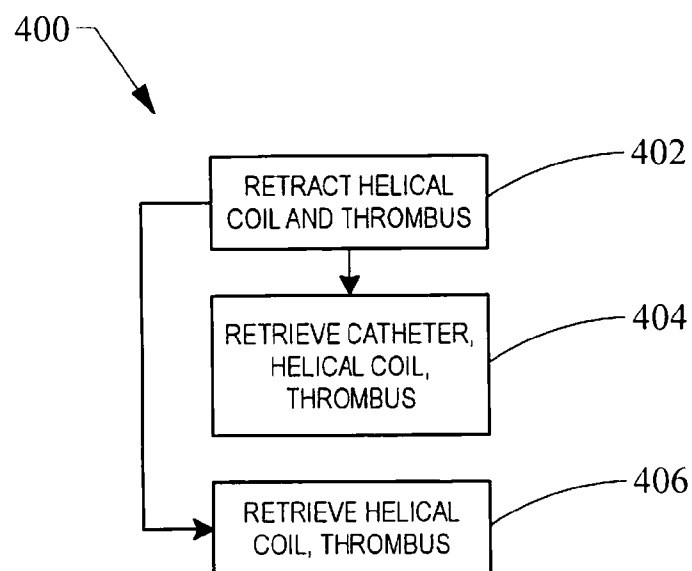 400
402
RETRACT HELICAL
COIL AND THROMBUS
404
RETRIEVE CATHETER,
HELICAL COIL,
THROMBUS
406
RETRIEVE HELICAL
COIL, THROMBUS